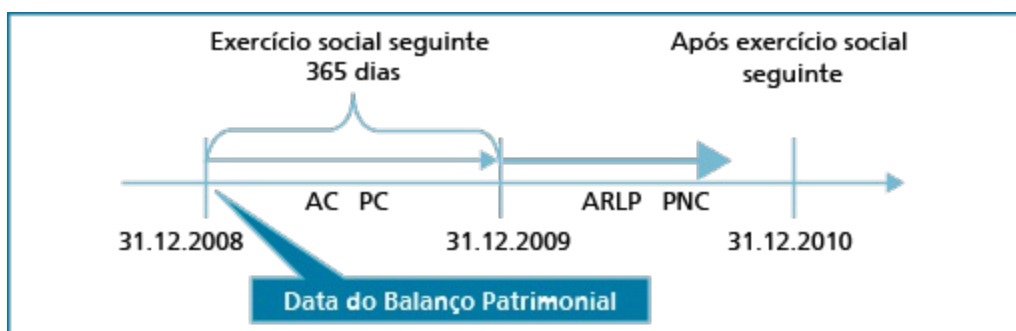 Exercício social seguinte
365 dias
Após exercício social
seguinte
AC PC
ARLP PNC
31.12.2008
31.12.2009
31.12.2010
Data do Balanço Patrimonial